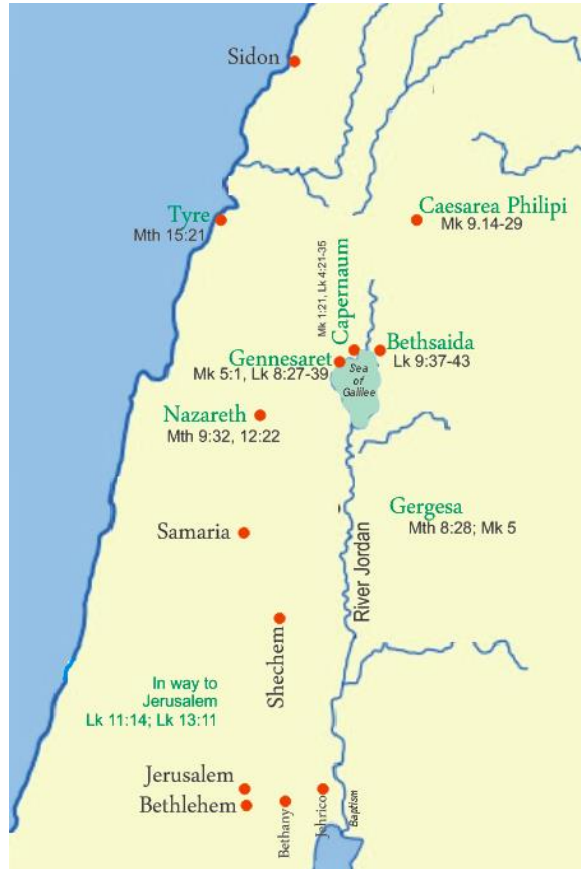 Sidon
Tyre
Mth 15:21
Caesarea Philipi
Mk 9.14-29
Mk 1:21, Lk 4:21-35
Capernaum
Bethsaida
Lk 9:37-43
Gennesaret
Mk 5:1, Lk 8:27-39
Sea
of
Galilee
Nazareth
Mth 9:32, 12:22
Gergesa
Mth 8:28; Mk 5
Samaria
River Jordan
Shechem
In way to
Jerusalem
Lk 11:14; Lk 13:11
Jerusalem
Bethlehem
Bethany
Jehrico
Baptism